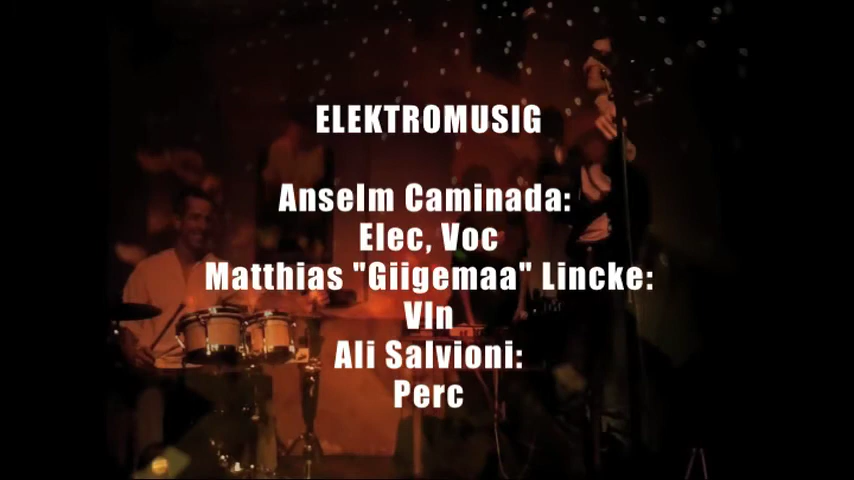 ELEKTROMUSIG
Anselm Caminada:
Elec, Voc
Matthias "Giigemaa" Lincke:
Vln
Ali Salvioni:
Perc